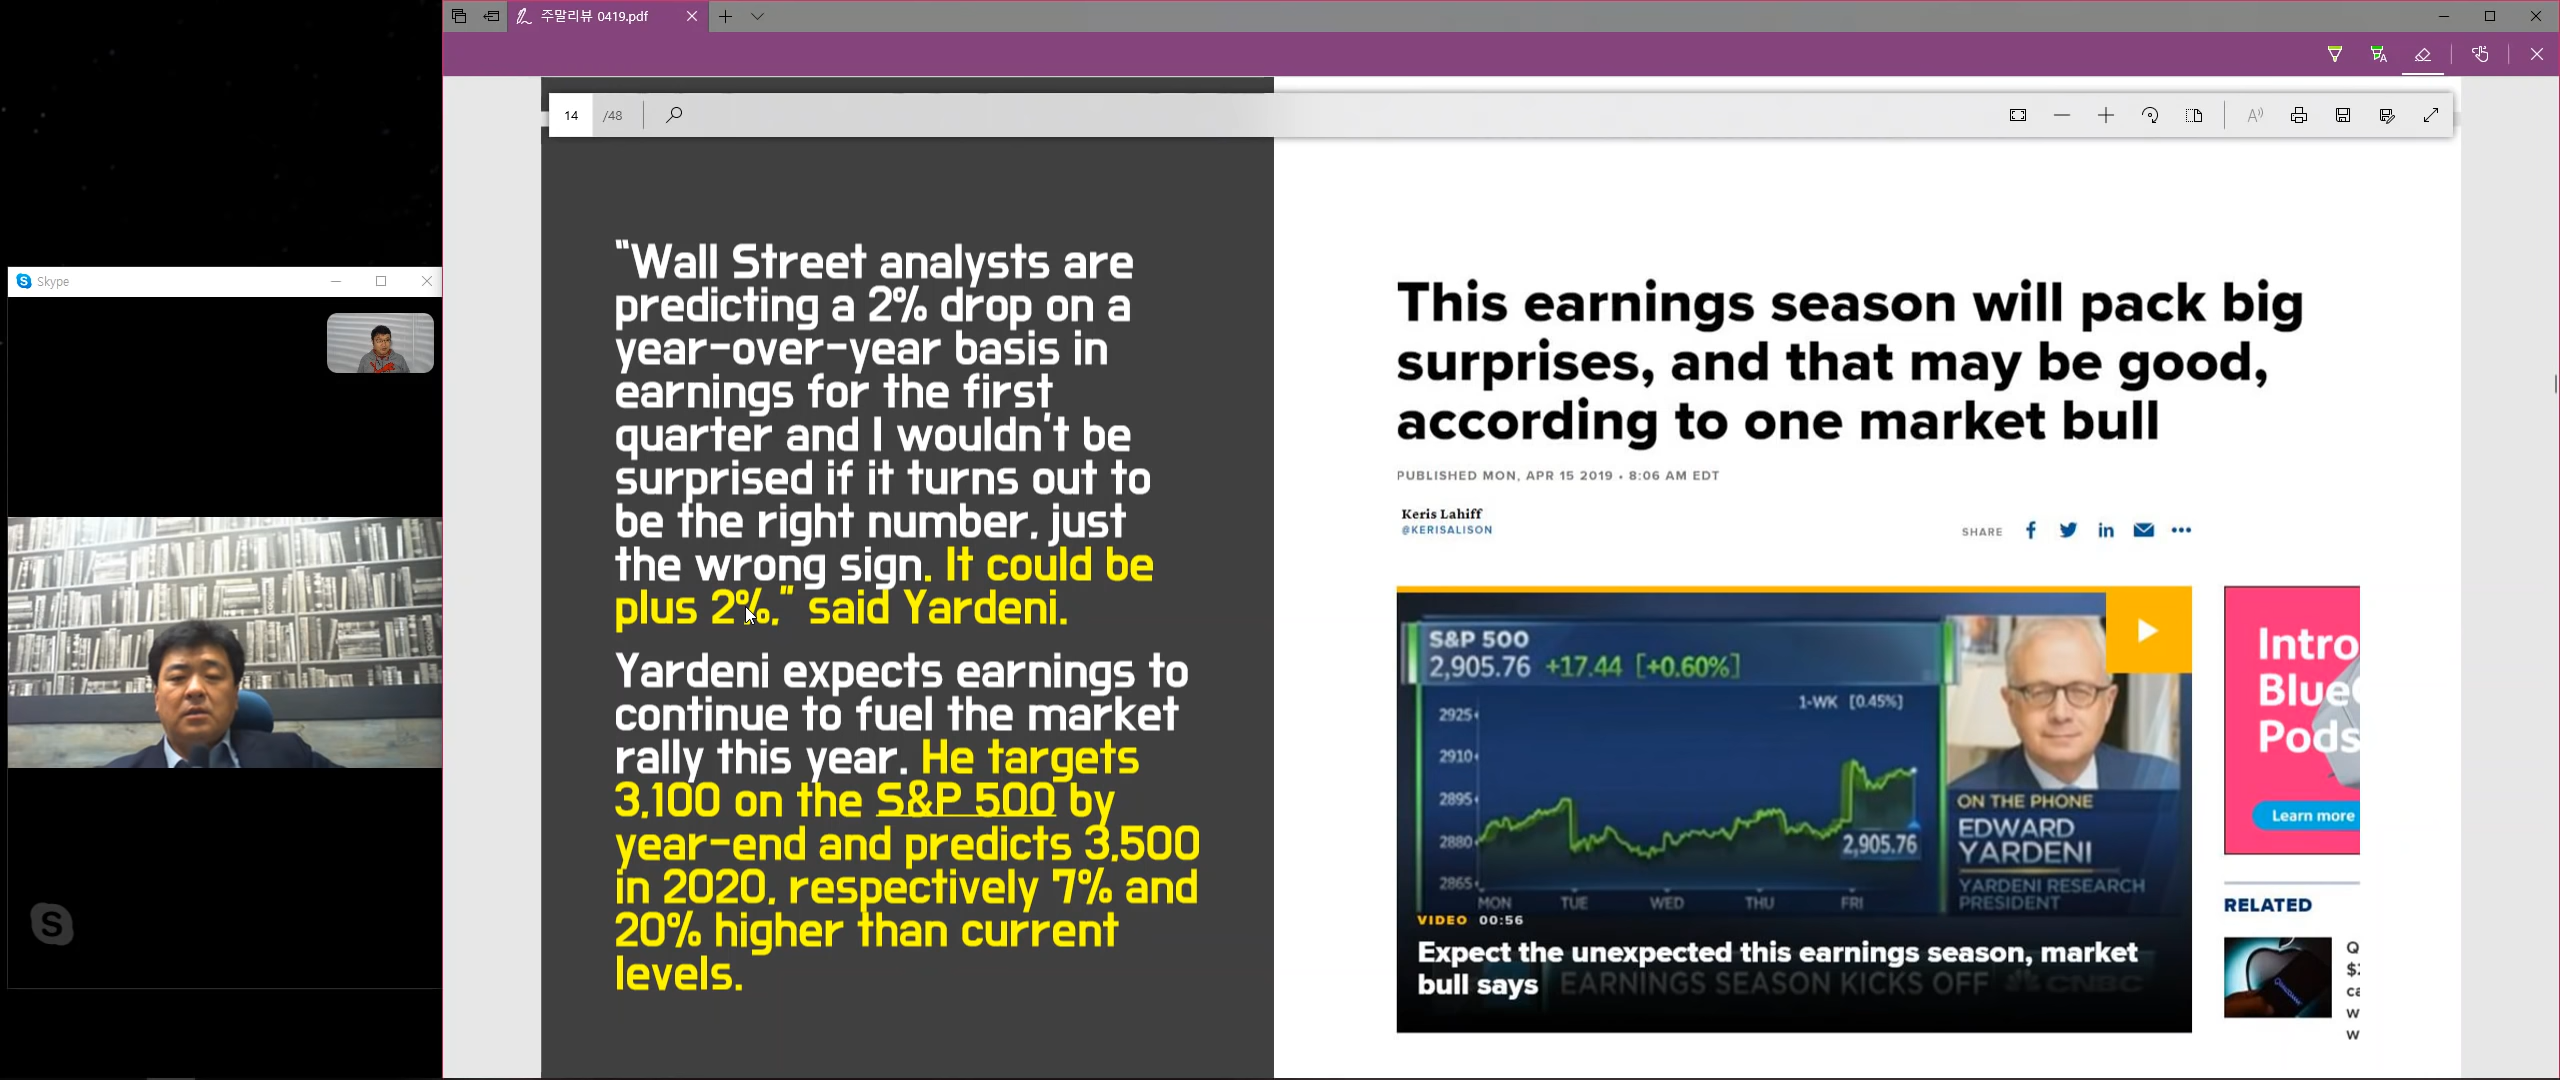 주말리뷰 0419.pdf
14 /48
Skype
"Wall Street analysts are
predicting a 2% drop on a
year-over-year basis in
earnings for the first
quarter and I wouldn't be
surprised if it turns out to
be the right number, just
the wrong sign. It could be
plus 2%," said Yardeni.
Yardeni expects earnings to
continue to fuel the market
rally this year. He targets
3,100 on the S&P 500 by
year-end and predicts 3,500
in 2020, respectively 7% and
20% higher than current
levels.
This earnings season will pack big
surprises, and that may be good,
according to one market bull
PUBLISHED MON, APR 15 2019 • 8:06 AM EDT
Keris Lahiff
@KERISALISON
SHARE
S&P 500
2,905.76 +17.44 [+0.60%]
1-WK [0.45%]
2925
2910
2895
2880
2865
2,905.76
MON TUE WED THU FRI
ON THE PHONE
EDWARD
YARDENI
YARDENI RESEARCH
PRESIDENT
VIDEO 00:56
Expect the unexpected this earnings season, market
bull says
EARNINGS SEASON KICKS OFF CNBC
Intro
Blue
Pods
Learn more
RELATED
Q
$
ca
w
w